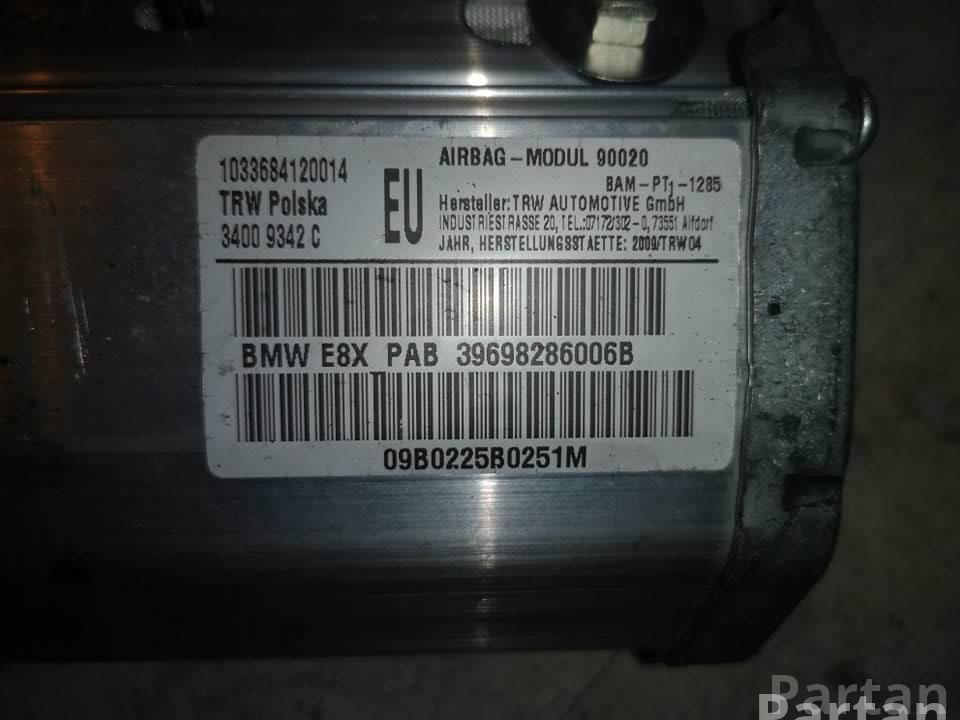 1033684120014
TRW Polska
3400 9342 C
EU
AIRBAG-MODUL 90020
BAM-PT1-1285
Hersteller: TRW AUTOMOTIVE GmbH
INDUSTRIESTRASSE 20, TEL.:07172/302-0, 73551 Alfdorf
JAHR, HERSTELLUNGSSTAETTE: 2009/TRW04
BMW E8X PAB 39698286006B
09B0225B0251M
Partan
Partan